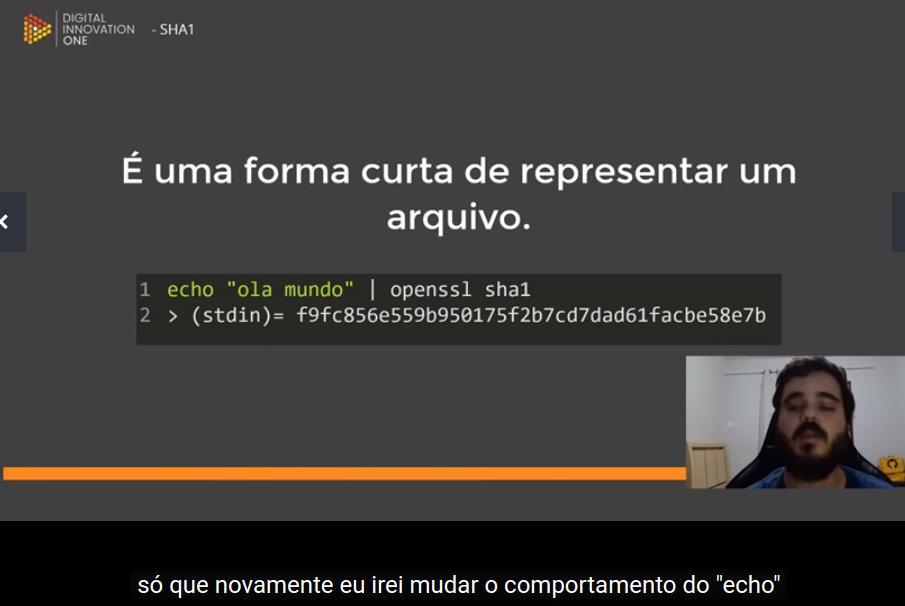 DIGITAL
INNOVATION
ONE
- SHA1
É uma forma curta de representar um
arquivo.
1 echo "ola mundo" | openssl sha1
2 > (stdin)= f9fc856e559b950175f2b7cd7dad61facbe58e7b
só que novamente eu irei mudar o comportamento do "echo"